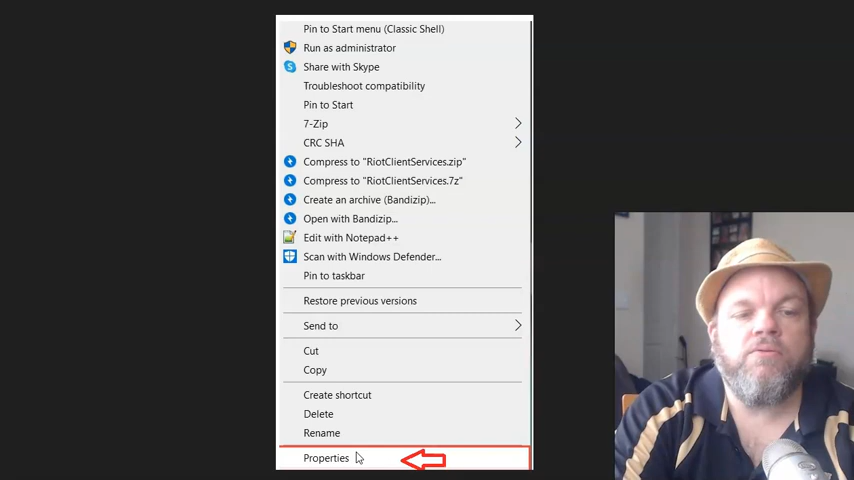 Pin to Start menu (Classic Shell)
Run as administrator
Share with Skype
Troubleshoot compatibility
Pin to Start
7-Zip
CRC SHA
Compress to "RiotClientServices.zip"
Compress to "RiotClientServices.7z"
Create an archive (Bandizip)...
Open with Bandizip...
Edit with Notepad++
Scan with Windows Defender...
Pin to taskbar
Restore previous versions
Send to
Cut
Copy
Create shortcut
Delete
Rename
Properties